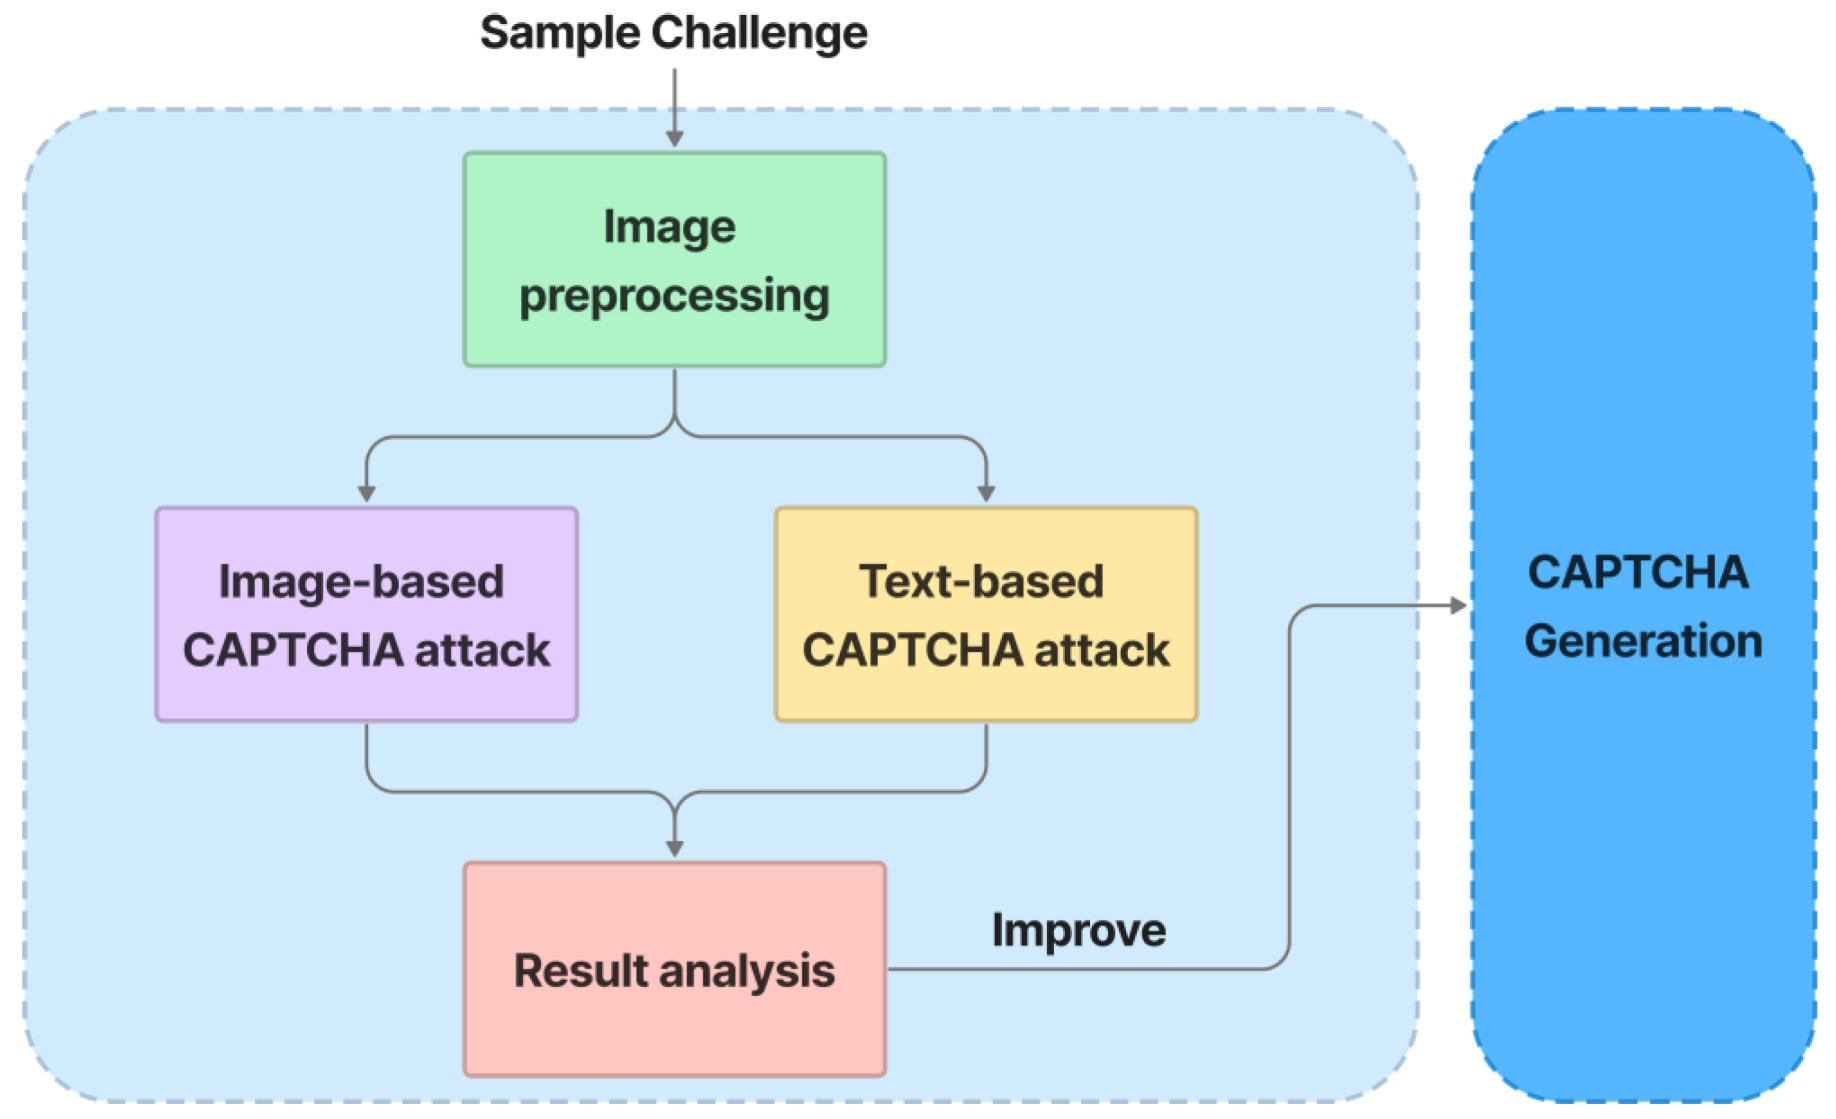 Sample Challenge
Image
preprocessing
Image-based
CAPTCHA attack
Text-based
CAPTCHA attack
CAPTCHA
Generation
Improve
Result analysis